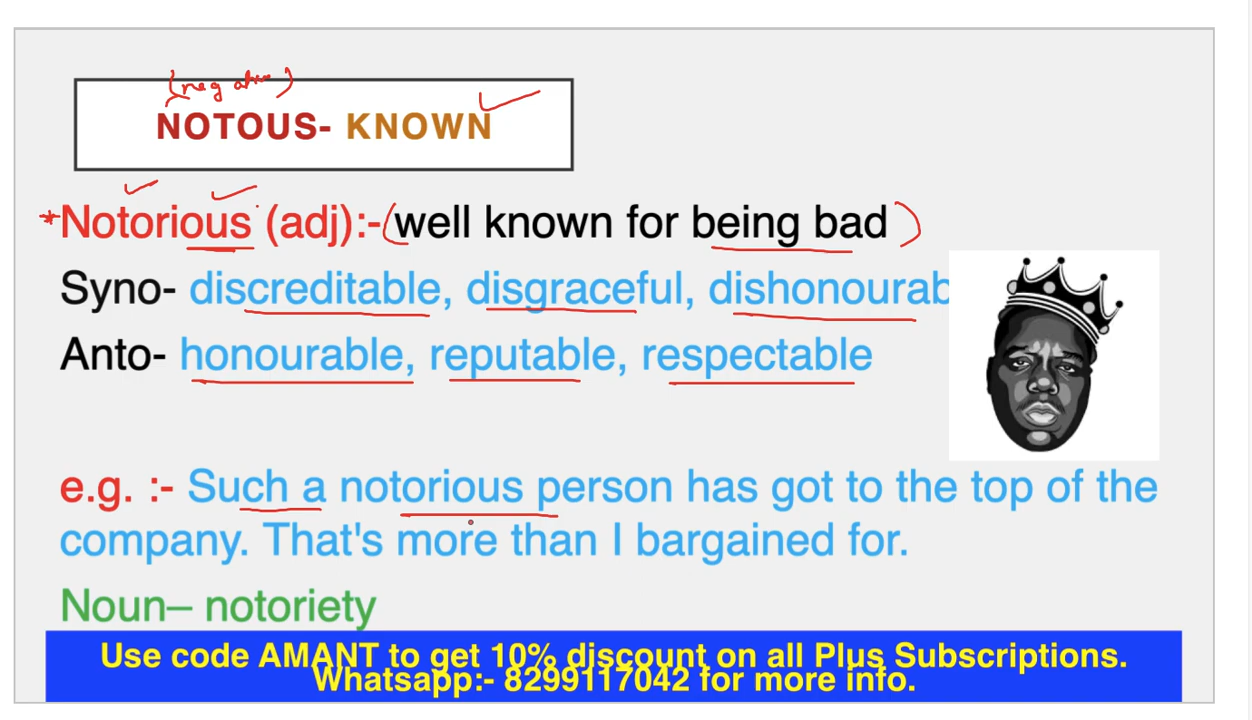 (negative)
NOTOUS- KNOWN
*Notorious (adj):-(well known for being bad)
Syno- discreditable, disgraceful, dishonourab
Anto- honourable, reputable, respectable
e.g. :- Such a notorious person has got to the top of the
company. That's more than I bargained for.
Noun– notoriety
Use code AMANT to get 10% discount on all Plus Subscriptions.
Whatsapp:- 8299117042 for more info.